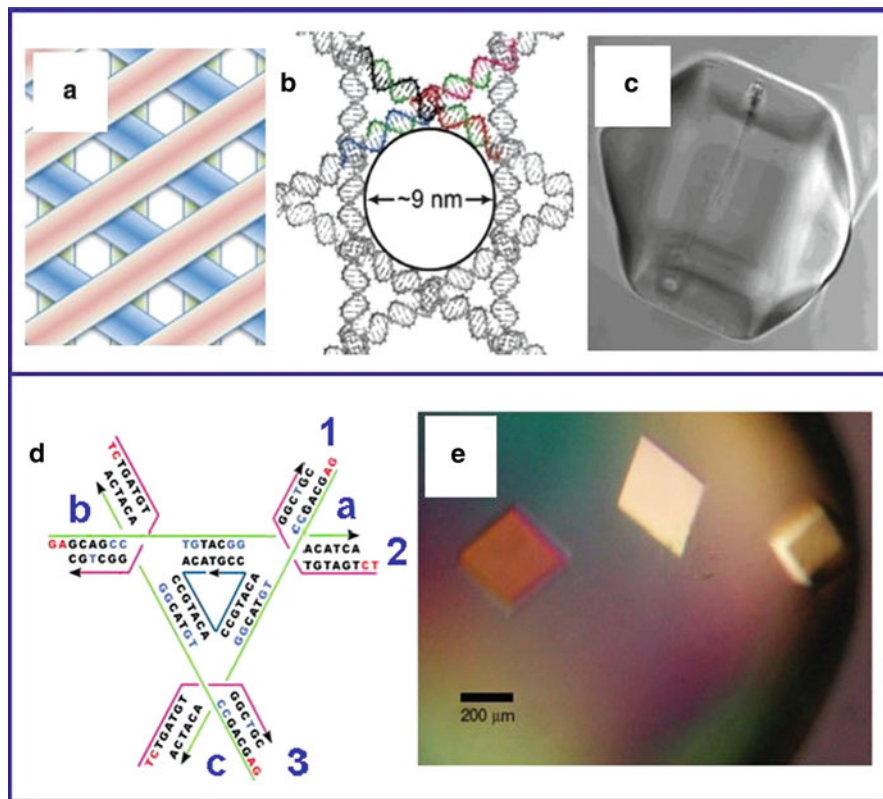 a
b
~9 nm
c
d
1
a
2
b
3
c
TCTGATGT
ACTACA
GGCTGC
CCGACGAG
GAGCAGCC
CGTCGG
TGTACGG
ACATGCC
ACATCA
TGTAGTCT
CCGTACA
GGCATGT
CCGTACA
GGCATGT
TCTGATGT
ACTACA
GGCTGC
CCGACGAG
e
200 µm